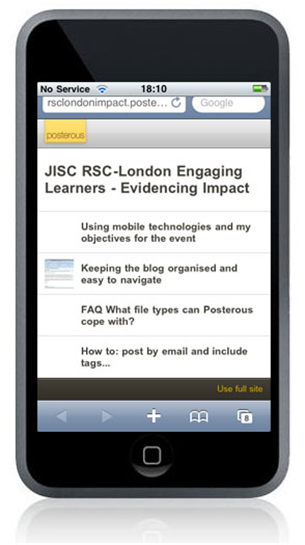 No Service 18:10
rsclondonimpact.poste... Google
posterous
JISC RSC-London Engaging
Learners - Evidencing Impact
Using mobile technologies and my
objectives for the event
Keeping the blog organised and
easy to navigate
FAQ What file types can Posterous
cope with?
How to: post by email and include
tags...
Use full site
8